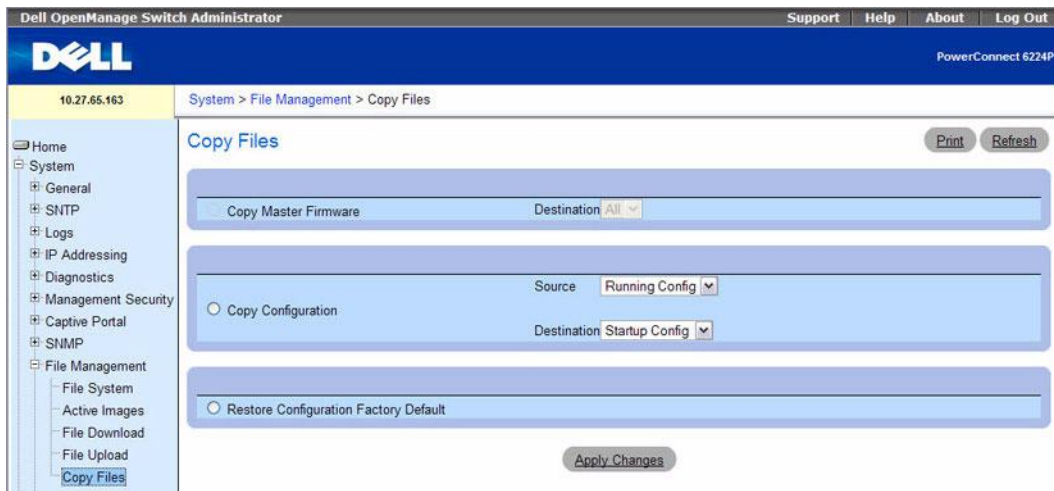 Dell OpenManage Switch Administrator
Support Help About Log Out
DELL
PowerConnect 6224P
10.27.65.163
System > File Management > Copy Files
Home
System
General
SNTP
Logs
IP Addressing
Diagnostics
Management Security
Captive Portal
SNMP
File Management
File System
Active Images
File Download
File Upload
Copy Files
Copy Files
Print
Refresh
Copy Master Firmware
Destination All
Source Running Config
Copy Configuration
Destination Startup Config
Restore Configuration Factory Default
Apply Changes